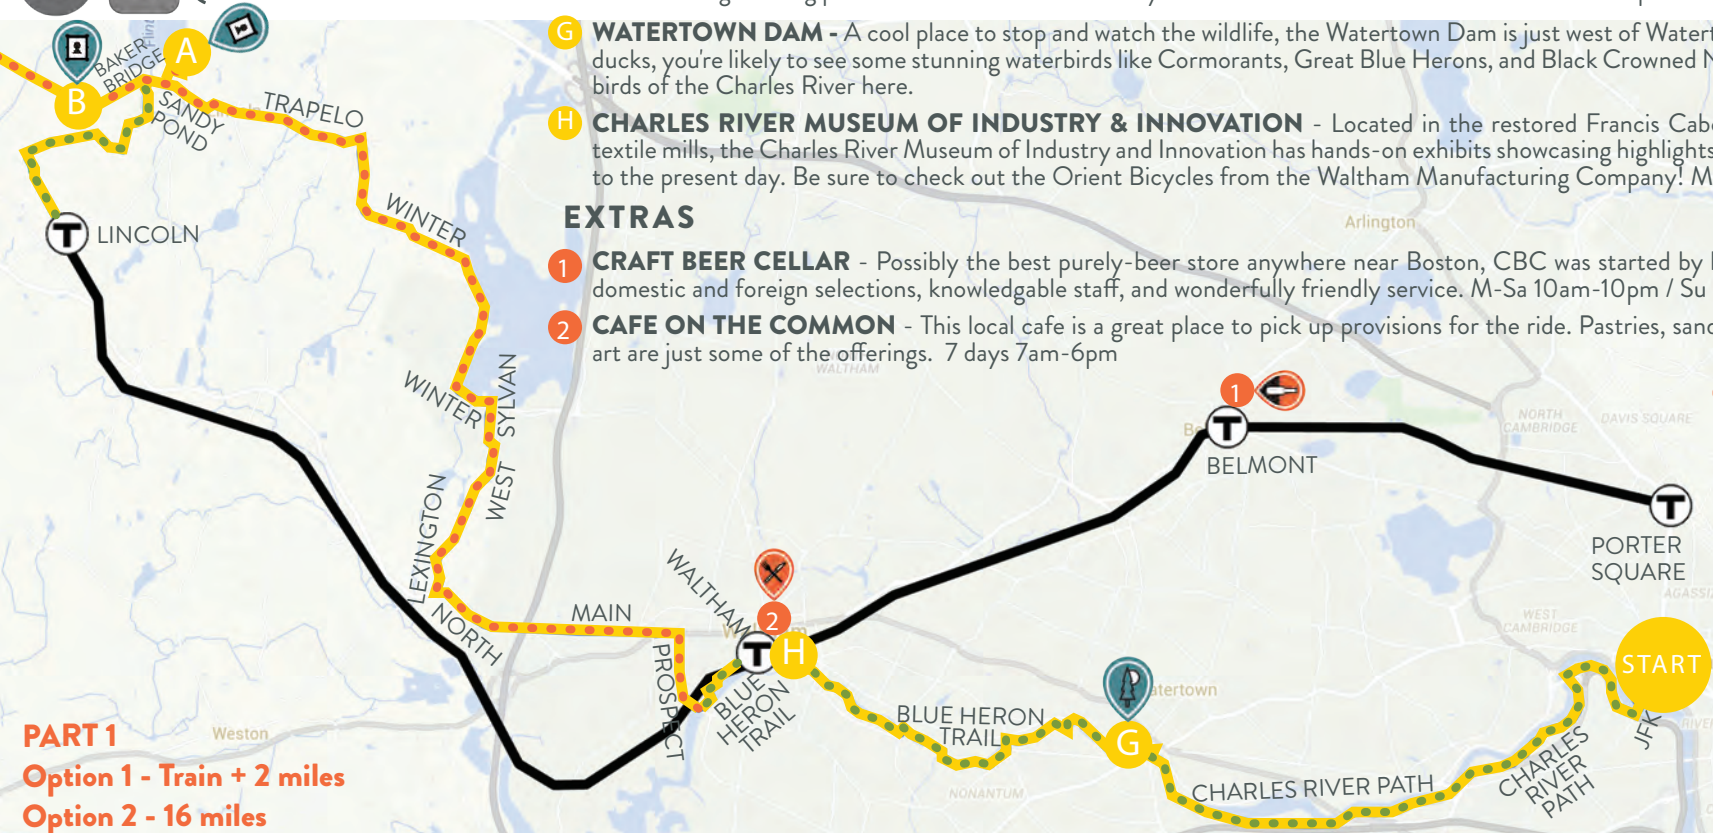 G WATERTOWN DAM - A cool place to stop and watch the wildlife, the Watertown Dam is just west of Watert
ducks, you're likely to see some stunning waterbirds like Cormorants, Great Blue Herons, and Black Crowned N
birds of the Charles River here.
H CHARLES RIVER MUSEUM OF INDUSTRY & INNOVATION - Located in the restored Francis Cabo
textile mills, the Charles River Museum of Industry and Innovation has hands-on exhibits showcasing highlights
to the present day. Be sure to check out the Orient Bicycles from the Waltham Manufacturing Company! M
EXTRAS
1 CRAFT BEER CELLAR - Possibly the best purely-beer store anywhere near Boston, CBC was started by
domestic and foreign selections, knowledgable staff, and wonderfully friendly service. M-Sa 10am-10pm / Su
2 CAFE ON THE COMMON - This local cafe is a great place to pick up provisions for the ride. Pastries, sand
art are just some of the offerings. 7 days 7am-6pm
A
B
BAKER
BRIDGE
SANDY
POND
TRAPELO
WINTER
T LINCOLN
WINTER
WEST SYLVAN
LEXINGTON
NORTH
MAIN
PROSPECT
WALTHAM
2
T
H
BLUE
HERON
TRAIL
BLUE HERON
TRAIL
G
CHARLES RIVER PATH
CHARLES
RIVER
PATH
JFK
START
1
T
BELMONT
T
PORTER
SQUARE
Arlington
WALTHAM
NORTH
CAMBRIDGE
DAVIS SQUARE
AGASSI
WEST
CAMBRIDGE
atertown
NONANTUM
Weston
RIVER
PART 1
Option 1 - Train + 2 miles
Option 2 - 16 miles